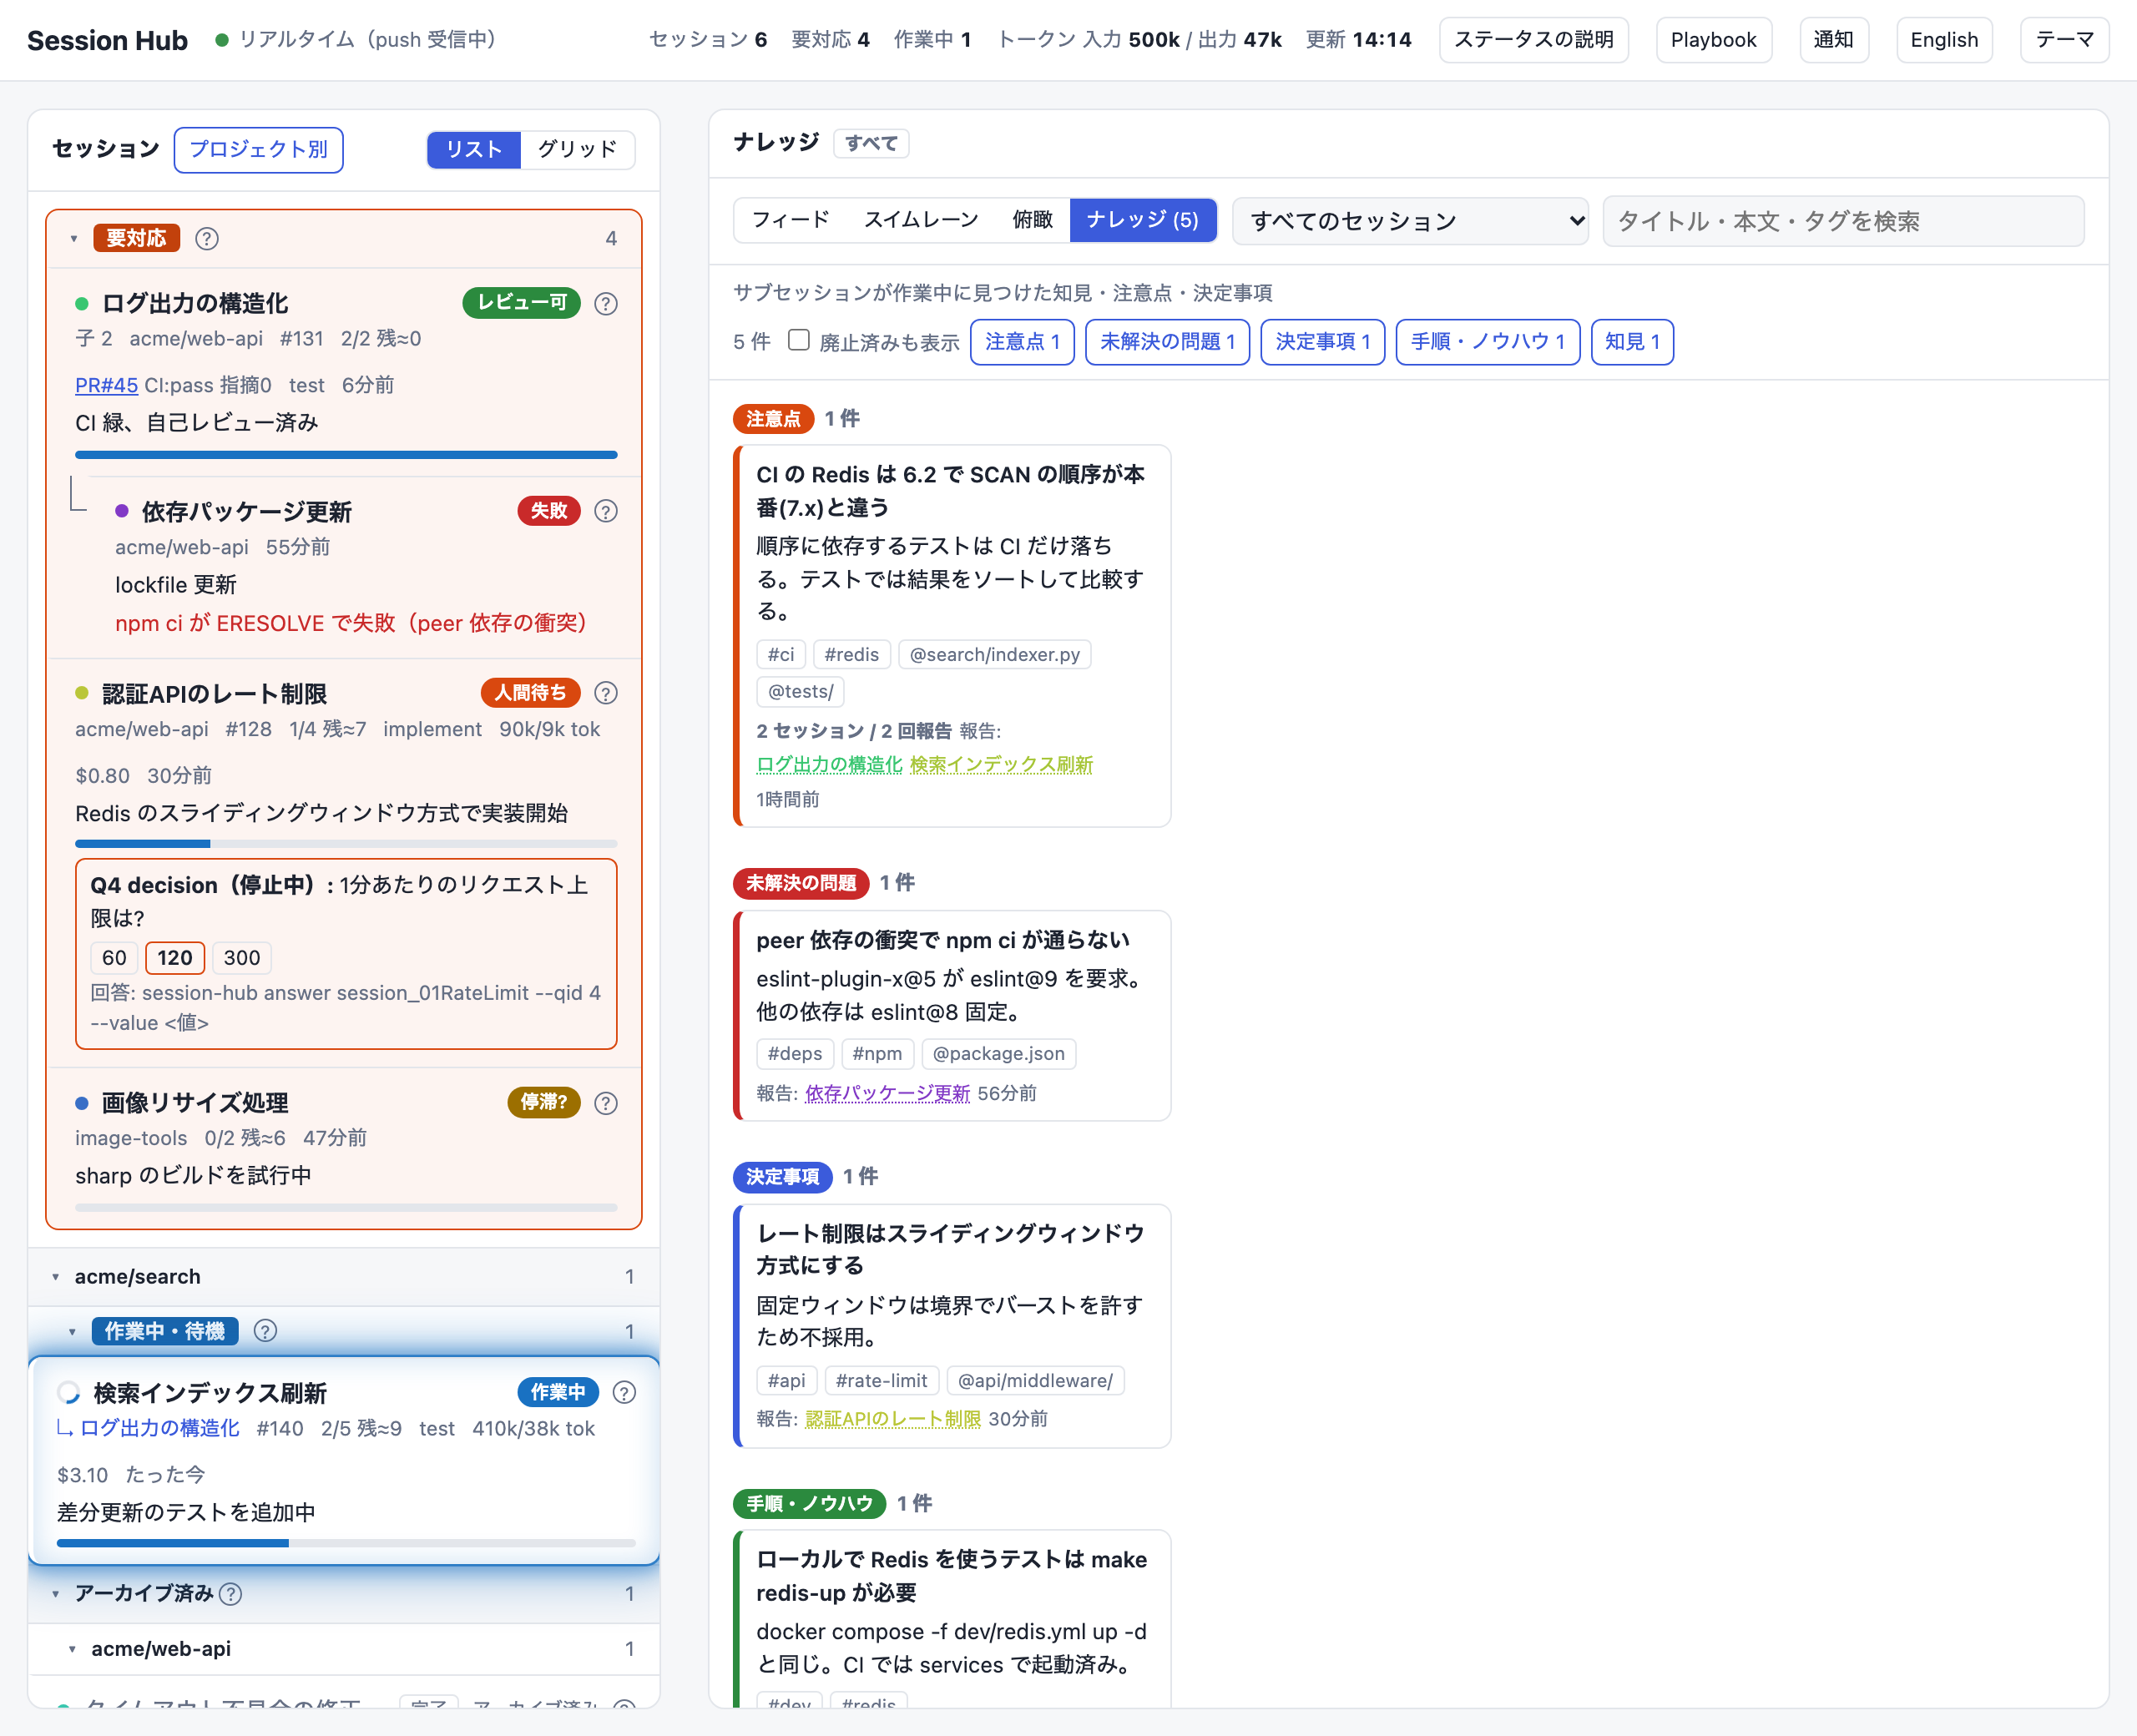 Session Hub
リアルタイム（push 受信中）
セッション 6 要対応 4 作業中 1 トークン 入力 500k / 出力 47k 更新 14:14
ステータスの説明
Playbook
通知
English
テーマ
セッション
プロジェクト別
リスト
グリッド
要対応 ?
4
ログ出力の構造化
レビュー可 ?
子 2 acme/web-api #131 2/2 残≈0
PR#45 CI:pass 指摘0 test 6分前
CI 緑、自己レビュー済み
依存パッケージ更新
失敗 ?
acme/web-api 55分前
lockfile 更新
npm ci が ERESOLVE で失敗（peer 依存の衝突）
認証APIのレート制限
人間待ち ?
acme/web-api #128 1/4 残≈7 implement 90k/9k tok
$0.80 30分前
Redis のスライディングウィンドウ方式で実装開始
Q4 decision（停止中）: 1分あたりのリクエスト上
限は?
60 120 300
回答: session-hub answer session_01RateLimit --qid 4
--value <値>
画像リサイズ処理
停滞? ?
image-tools 0/2 残≈6 47分前
sharp のビルドを試行中
acme/search
1
作業中・待機 ?
1
検索インデックス刷新
作業中 ?
ログ出力の構造化 #140 2/5 残≈9 test 410k/38k tok
$3.10 たった今
差分更新のテストを追加中
アーカイブ済み ?
1
acme/web-api
1
ナレッジ
すべて
フィード
スイムレーン
俯瞰
ナレッジ (5)
すべてのセッション
タイトル・本文・タグを検索
サブセッションが作業中に見つけた知見・注意点・決定事項
5 件 廃止済みも表示 注意点 1 未解決の問題 1 決定事項 1 手順・ノウハウ 1 知見 1
注意点 1 件
CI の Redis は 6.2 で SCAN の順序が本
番(7.x)と違う
順序に依存するテストは CI だけ落ち
る。テストでは結果をソートして比較す
る。
#ci #redis @search/indexer.py
@tests/
2 セッション / 2 回報告 報告:
ログ出力の構造化 検索インデックス刷新
1時間前
未解決の問題 1 件
peer 依存の衝突で npm ci が通らない
eslint-plugin-x@5 が eslint@9 を要求。
他の依存は eslint@8 固定。
#deps #npm @package.json
報告: 依存パッケージ更新 56分前
決定事項 1 件
レート制限はスライディングウィンドウ
方式にする
固定ウィンドウは境界でバーストを許す
ため不採用。
#api #rate-limit @api/middleware/
報告: 認証APIのレート制限 30分前
手順・ノウハウ 1 件
ローカルで Redis を使うテストは make
redis-up が必要
docker compose -f dev/redis.yml up -d
と同じ。CI では services で起動済み。
#dev #redis